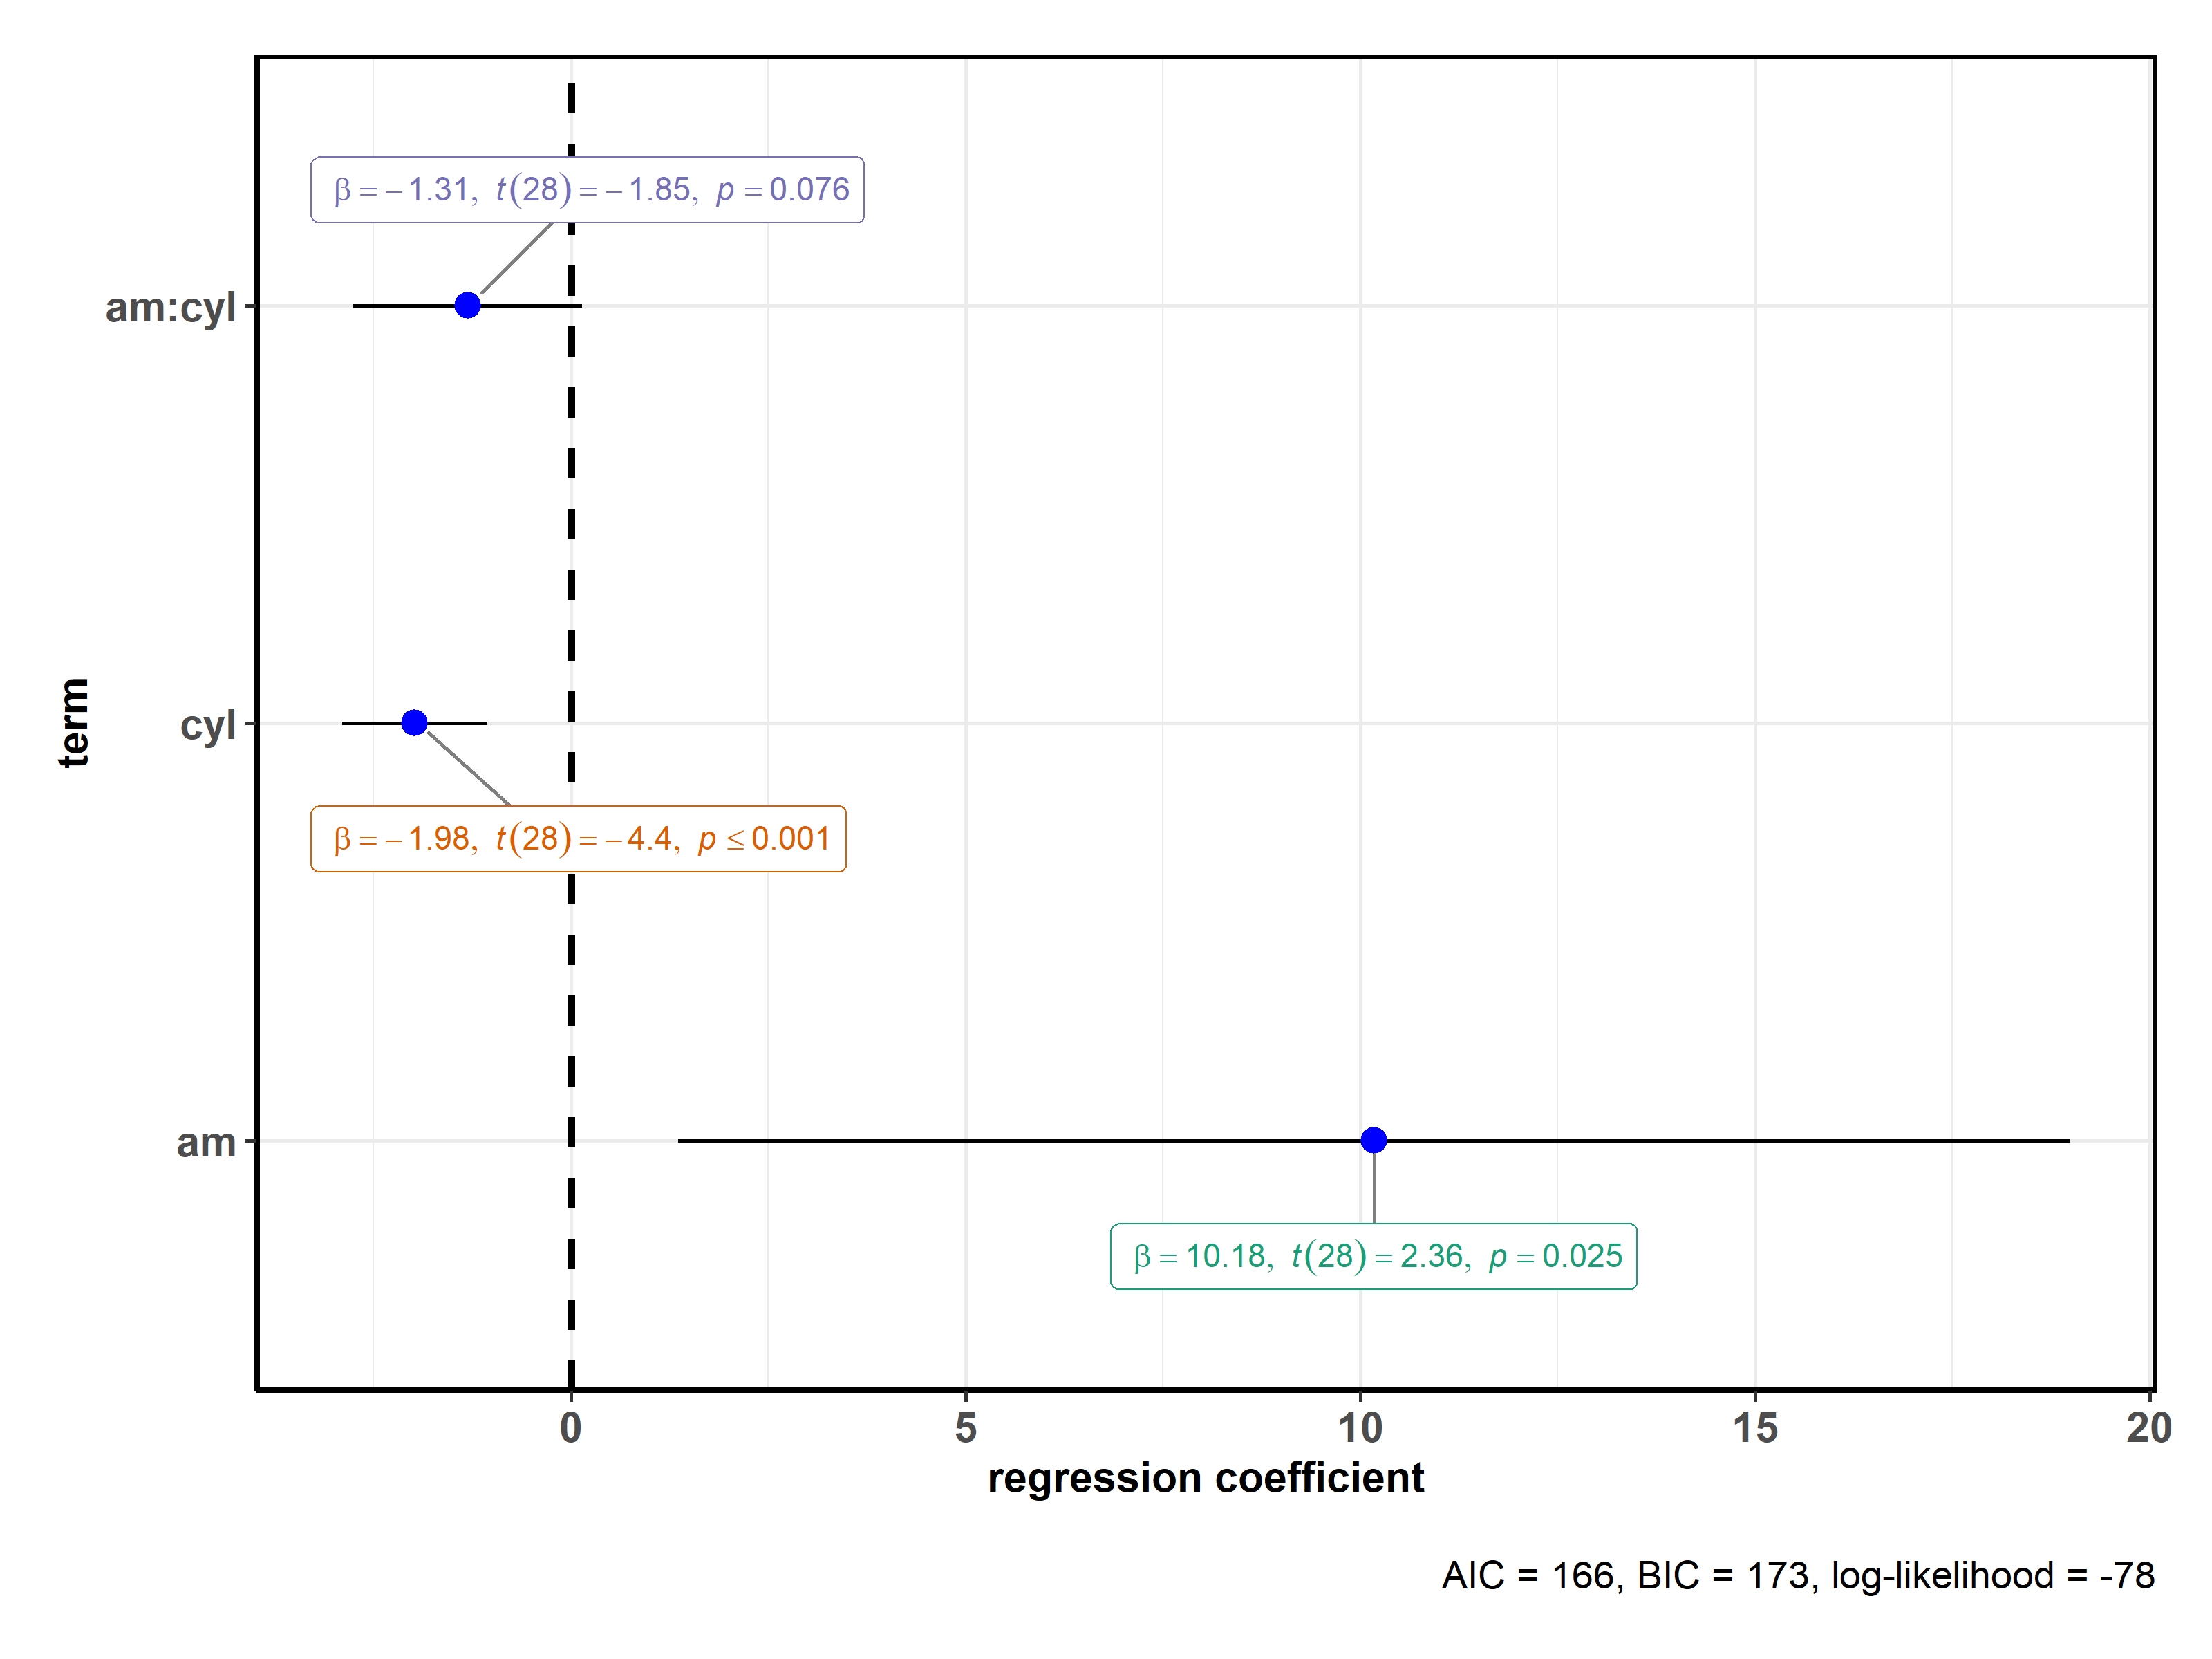 β = −1.31, t(28) = −1.85, p = 0.076
am:cyl
term
cyl
β = −1.98, t(28) = −4.4, p ≤ 0.001
am
β = 10.18, t(28) = 2.36, p = 0.025
0 5 10 15 20
regression coefficient
AIC = 166, BIC = 173, log-likelihood = -78